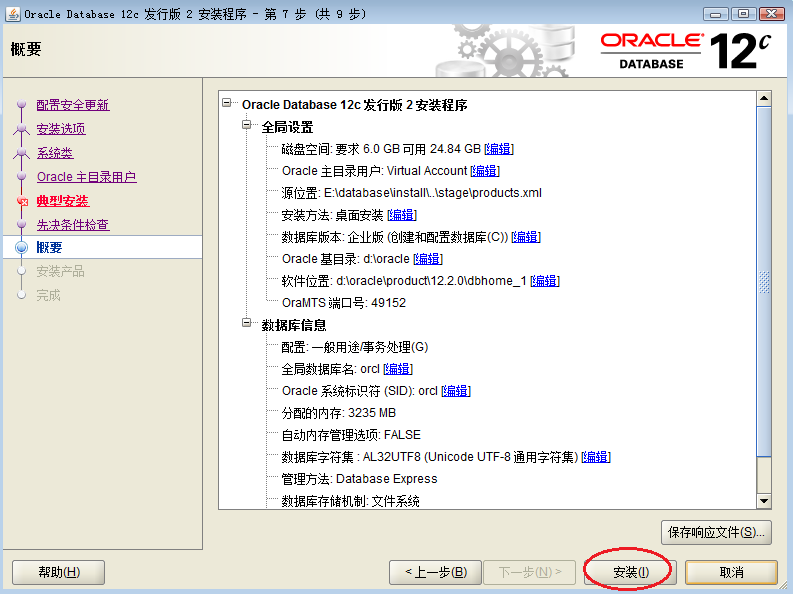 Oracle Database 12c 发行版 2 安装程序 - 第 7 步 (共 9 步)
概要
ORACLE
DATABASE
12c
配置安全更新
安装选项
系统类
Oracle 主目录用户
典型安装
先决条件检查
概要
安装产品
完成
Oracle Database 12c 发行版 2 安装程序
全局设置
磁盘空间: 要求 6.0 GB 可用 24.84 GB [编辑]
Oracle 主目录用户: Virtual Account [编辑]
源位置: E:\database\install\..\stage\products.xml
安装方法: 桌面安装 [编辑]
数据库版本: 企业版 (创建和配置数据库(C)) [编辑]
Oracle 基目录: d:\oracle [编辑]
软件位置: d:\oracle\product\12.2.0\dbhome_1 [编辑]
OraMTS 端口号: 49152
数据库信息
配置: 一般用途/事务处理(G)
全局数据库名: orcl [编辑]
Oracle 系统标识符 (SID): orcl [编辑]
分配的内存: 3235 MB
自动内存管理选项: FALSE
数据库字符集 : AL32UTF8 (Unicode UTF-8 通用字符集) [编辑]
管理方法: Database Express
数据库存储机制: 文件系统
保存响应文件(S)...
帮助(H)
< 上一步(B)
下一步(N) >
安装(I)
取消